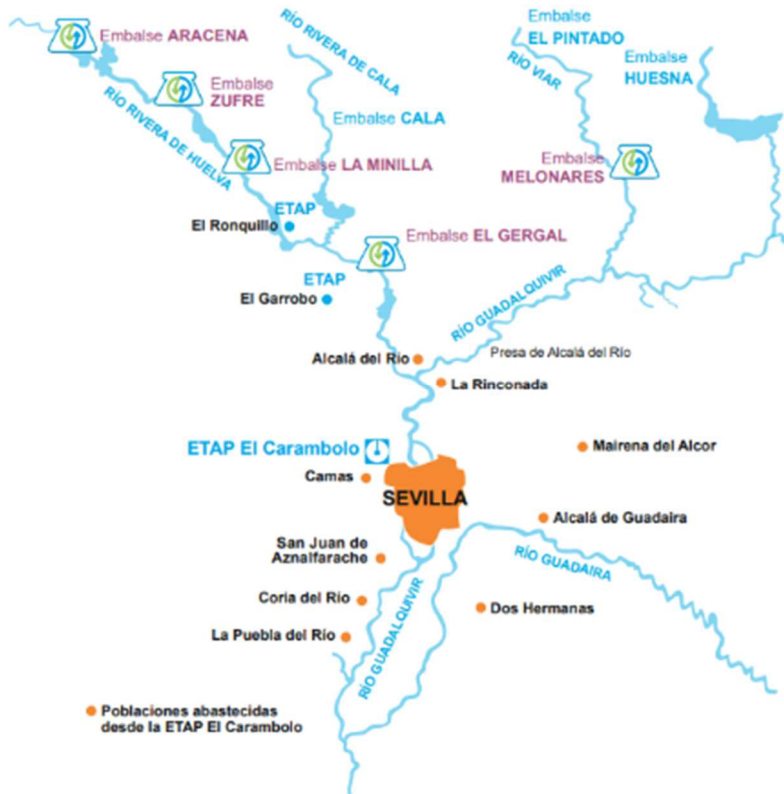 Embalse ARACENA
RÍO RIVERA DE CALA
Embalse
EL PINTADO
RÍO VIAR
Embalse
HUESNA
Embalse
ZUFRE
RÍO RIVERA DE HUELVA
Embalse CALA
Embalse LA MINILLA
Embalse
MELONARES
ETAP
El Ronquillo
Embalse EL GERGAL
ETAP
El Garrobo
RÍO GUADALQUIVIR
Alcalá del Río
Presa de Alcalá del Río
La Rinconada
ETAP El Carambolo
Mairena del Alcor
Camas
SEVILLA
Alcalá de Guadaira
San Juan de
Aznalfarache
RÍO GUADAIRA
Coria del Río
Dos Hermanas
La Puebla del Río
RÍO GUADALQUIVIR
Poblaciones abastecidas
desde la ETAP El Carambolo